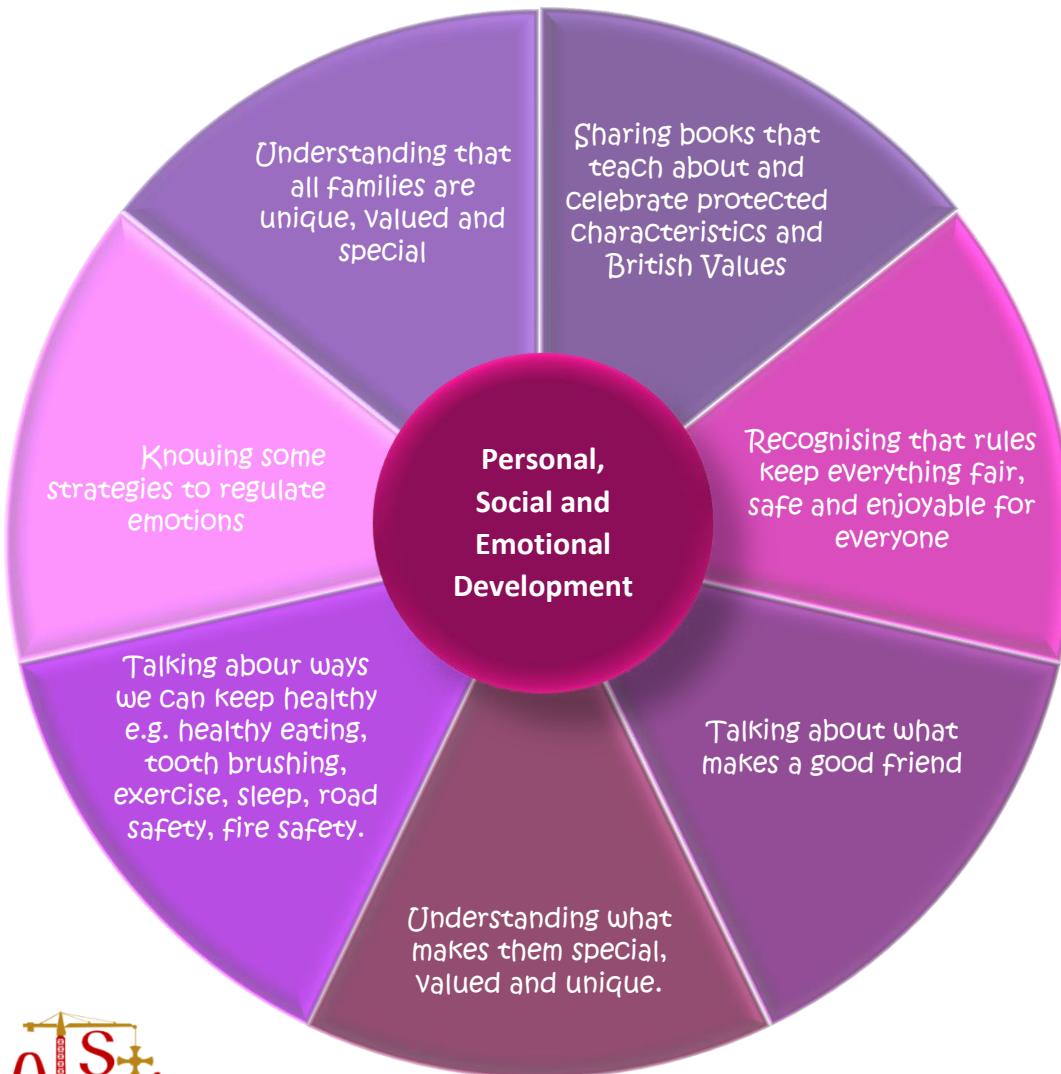 Understanding that
all families are
unique, valued and
special
Sharing books that
teach about and
celebrate protected
characteristics and
British Values
Recognising that rules
keep everything fair,
safe and enjoyable for
everyone
Talking about what
makes a good friend
Understanding what
makes them special,
valued and unique.
Talking abour ways
we can keep healthy
e.g. healthy eating,
tooth brushing,
exercise, sleep, road
safety, fire safety.
Knowing some
strategies to regulate
emotions
Personal,
Social and
Emotional
Development